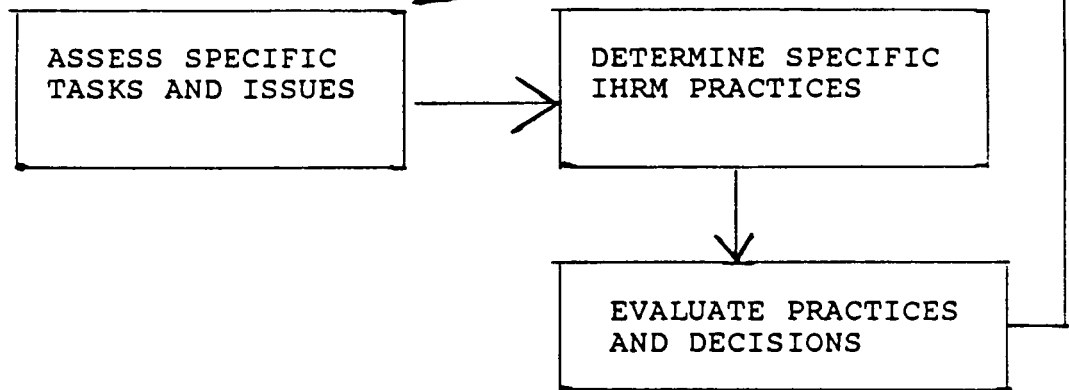 ASSESS SPECIFIC
TASKS AND ISSUES
DETERMINE SPECIFIC
IHRM PRACTICES
EVALUATE PRACTICES
AND DECISIONS